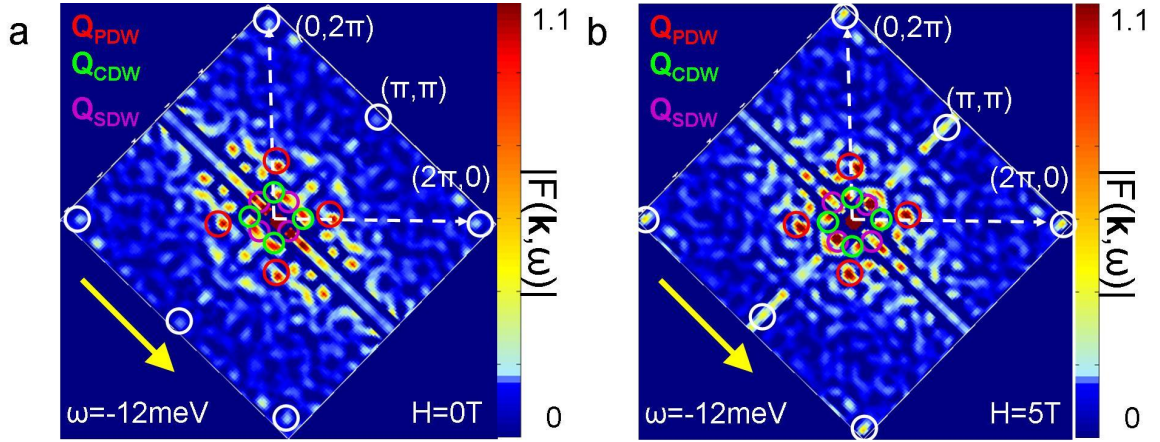 a
Q_PDW
Q_CDW
Q_SDW
(0,2π)
(π,π)
(2π,0)
ω=-12meV
H=0T
1.1
|F(k,ω)|
0
b
Q_PDW
Q_CDW
Q_SDW
(0,2π)
(π,π)
(2π,0)
ω=-12meV
H=5T
1.1
|F(k,ω)|
0